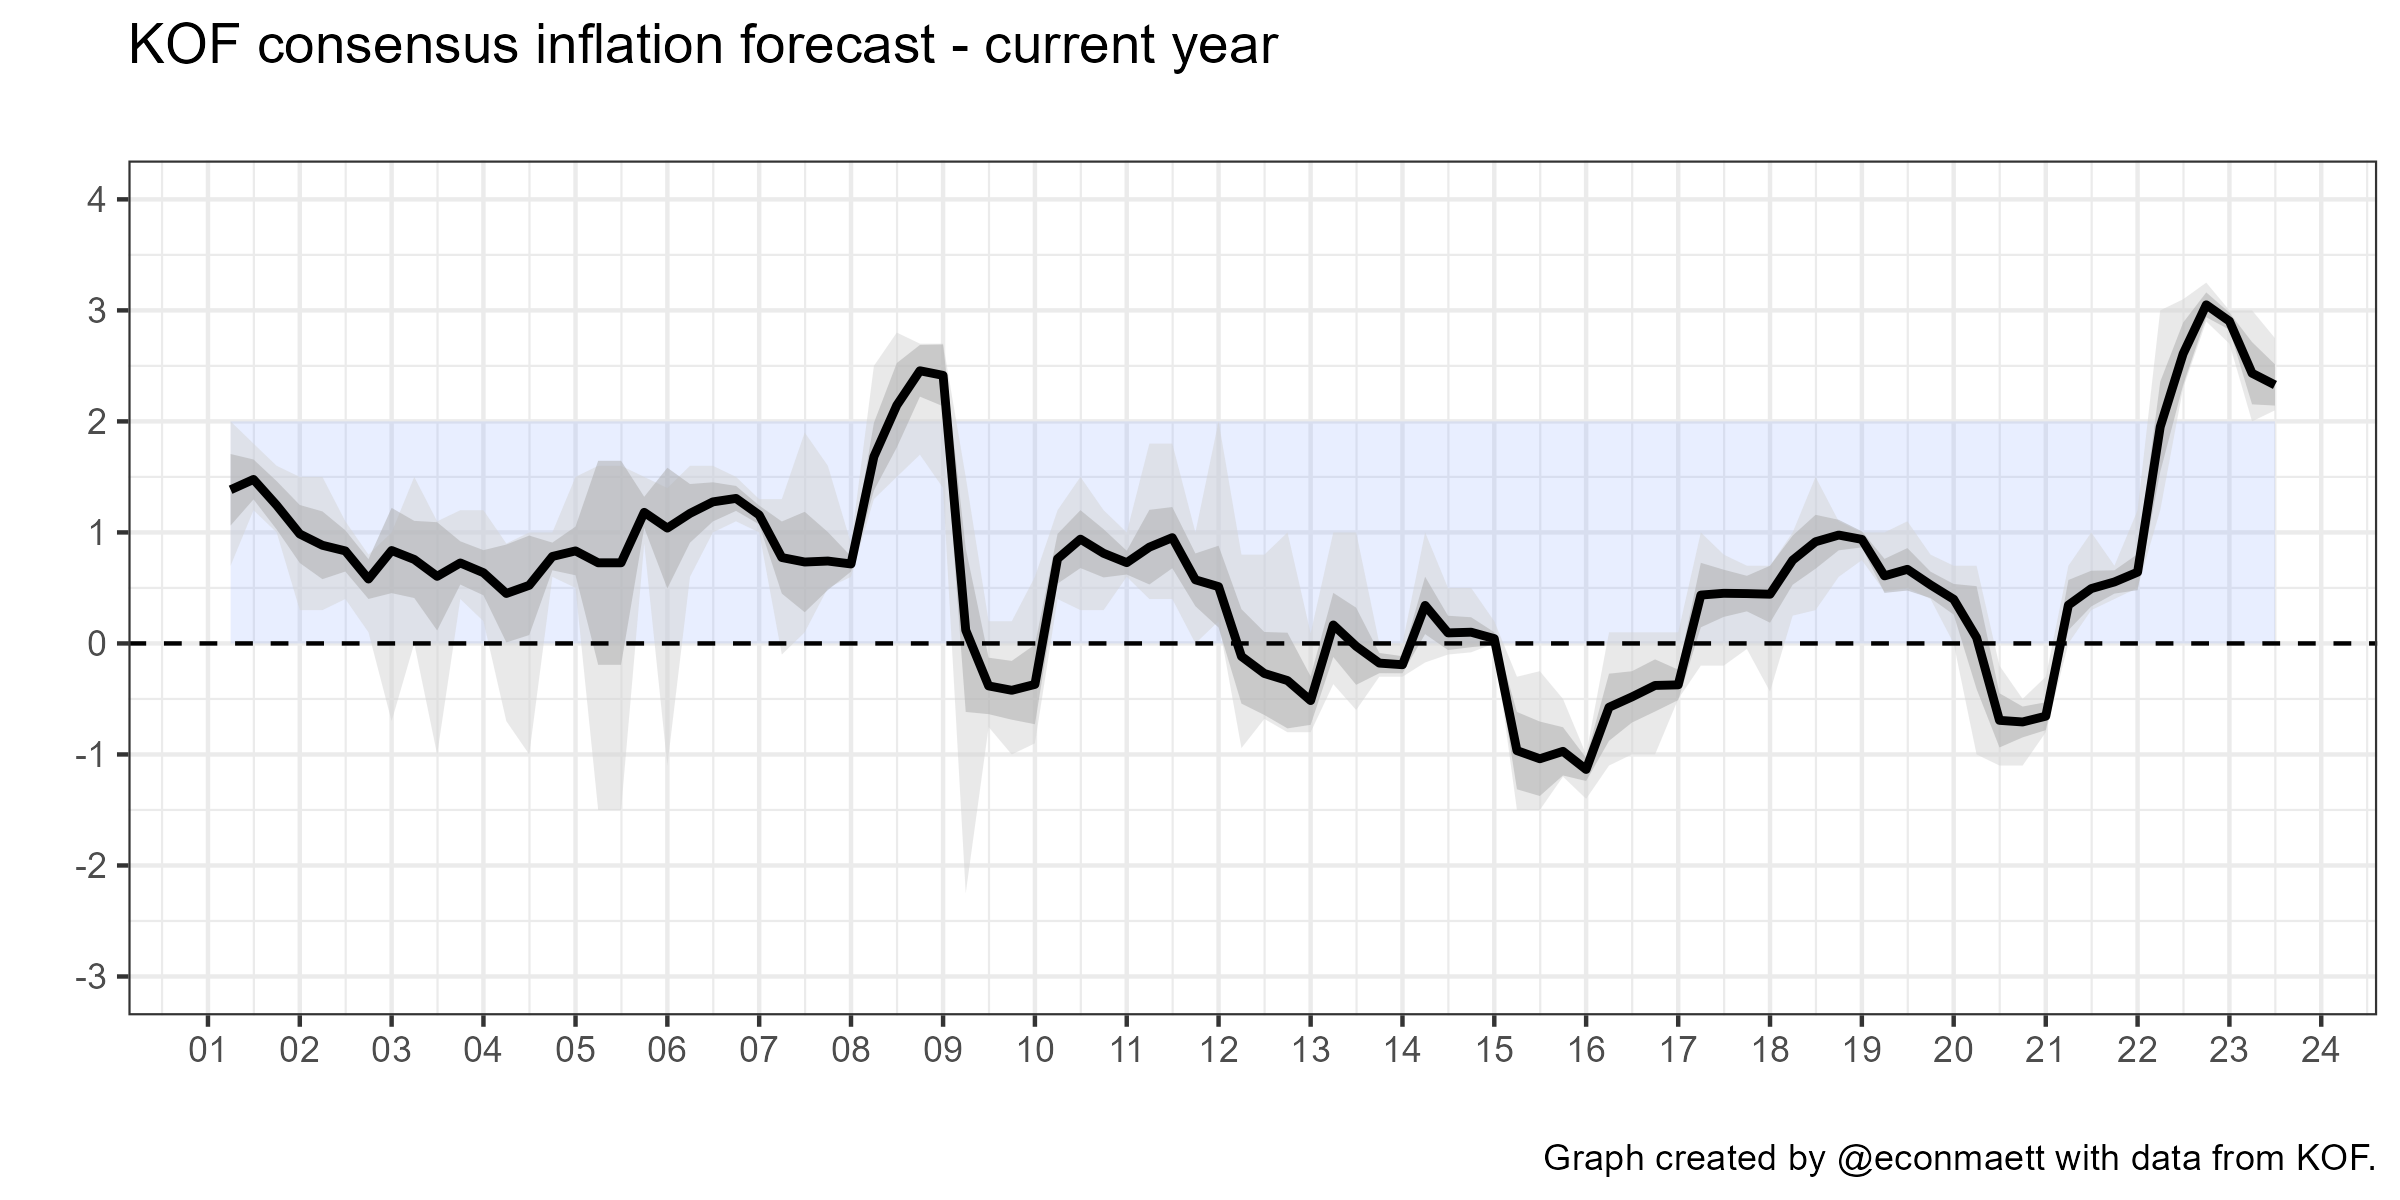 KOF consensus inflation forecast - current year
4
3
2
1
0
-1
-2
-3
01 02 03 04 05 06 07 08 09 10 11 12 13 14 15 16 17 18 19 20 21 22 23 24
Graph created by @econmaett with data from KOF.